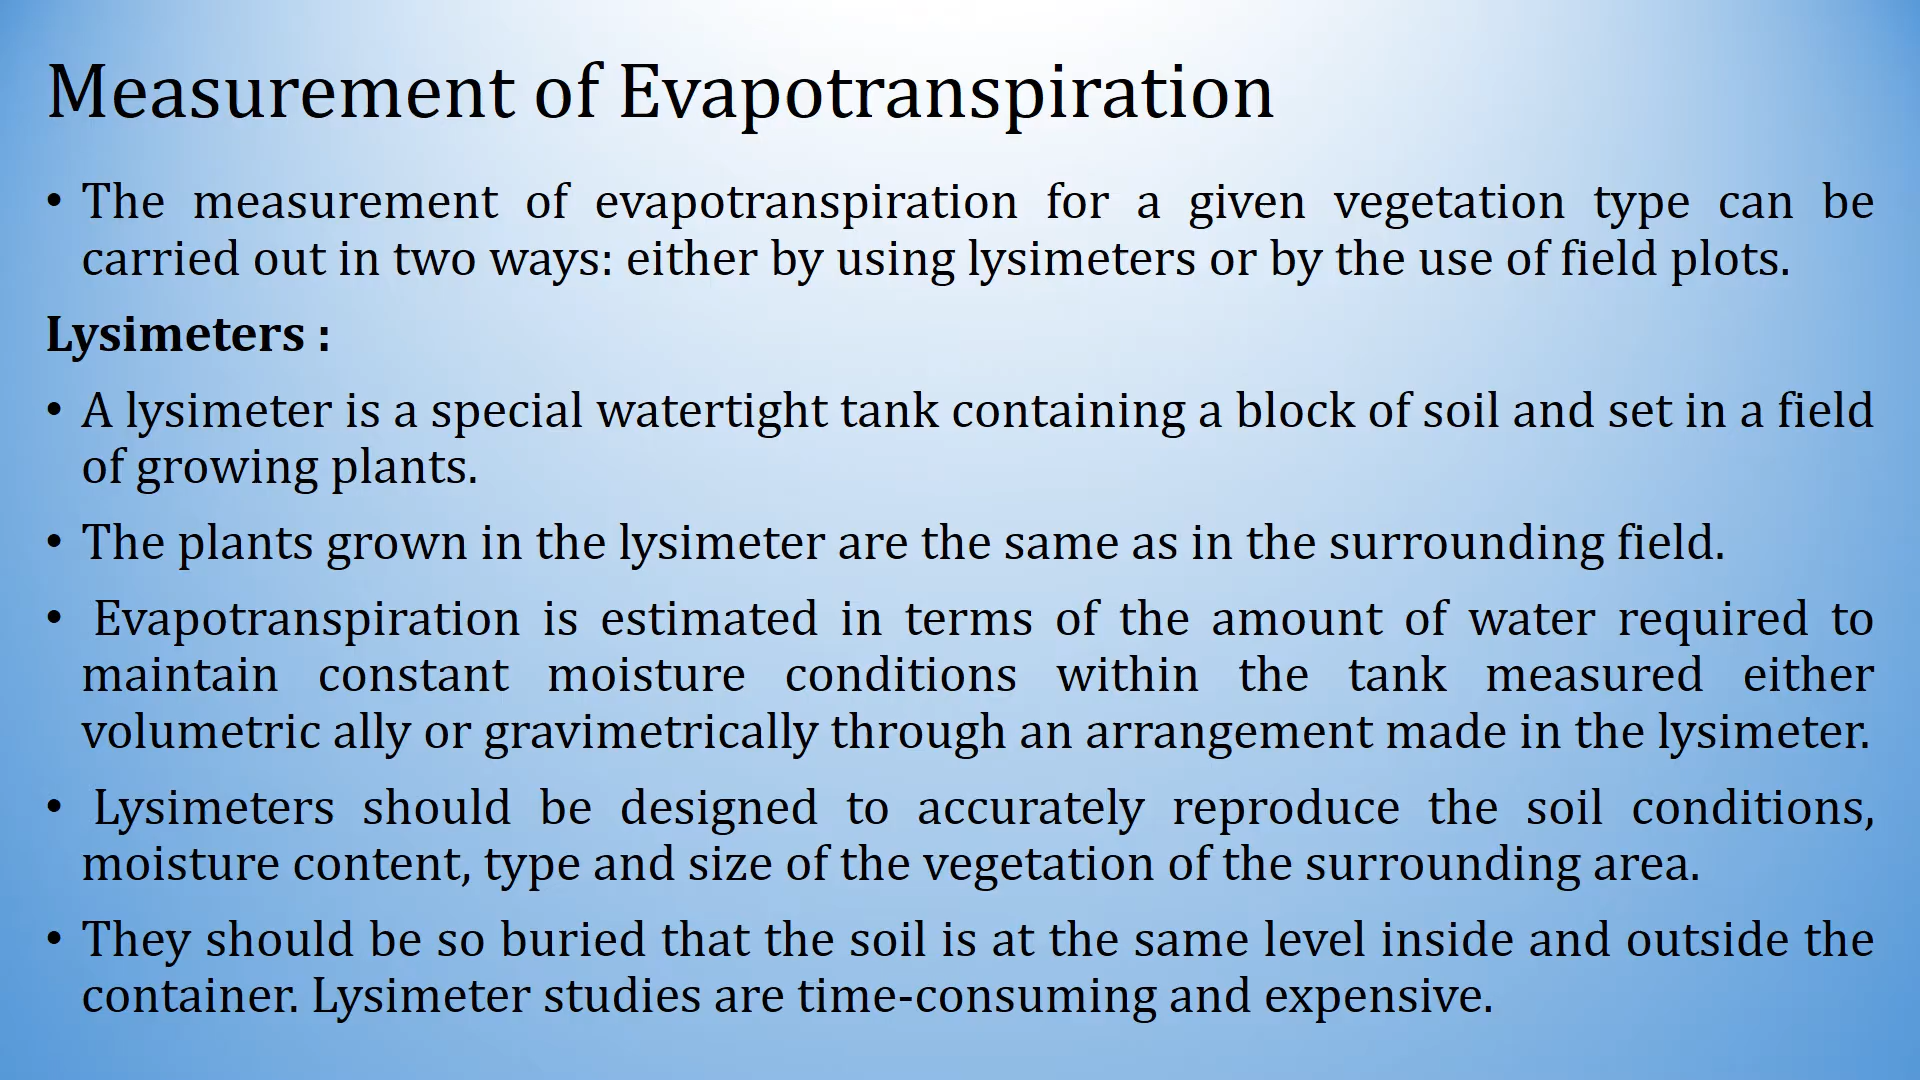 Measurement of Evapotranspiration
• The measurement of evapotranspiration for a given vegetation type can be
carried out in two ways: either by using lysimeters or by the use of field plots.
Lysimeters :
• A lysimeter is a special watertight tank containing a block of soil and set in a field
of growing plants.
• The plants grown in the lysimeter are the same as in the surrounding field.
• Evapotranspiration is estimated in terms of the amount of water required to
maintain constant moisture conditions within the tank measured either
volumetric ally or gravimetrically through an arrangement made in the lysimeter.
• Lysimeters should be designed to accurately reproduce the soil conditions,
moisture content, type and size of the vegetation of the surrounding area.
• They should be so buried that the soil is at the same level inside and outside the
container. Lysimeter studies are time-consuming and expensive.